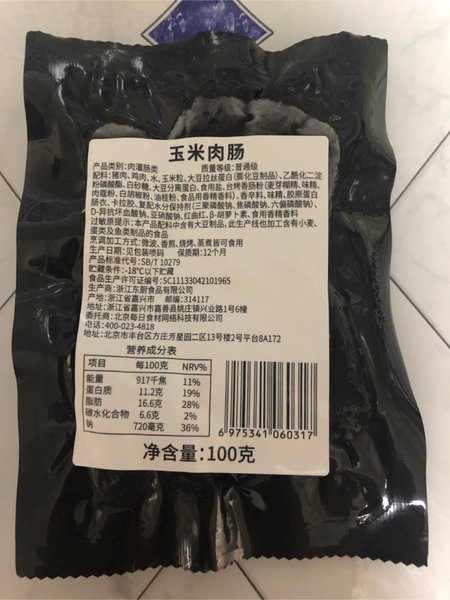 玉米肉肠
产品类别:肉灌肠类 质量等级:普通级
配料:猪肉、鸡肉、水、玉米粒、大豆拉丝蛋白(膨化豆制品)、乙酰化二淀
粉磷酸酯、白砂糖、大豆分离蛋白、食用盐、台烤香肠粉(麦芽糊精、味精、
肉蔻粉、白胡椒粉、油桂粉、食用香精香料)、香辛料、味精、胶原蛋白
肠衣、卡拉胶、复配水分保持剂(三聚磷酸钠、焦磷酸钠、六偏磷酸钠)、
D-异抗坏血酸钠、亚硝酸钠、红曲红、β-胡萝卜素、食用香精香料
过敏原提示:本产品配料中含有大豆制品,此生产线也加工含有小麦、
蛋类及鱼类制品的食品
烹调加工方式:微波、香煎、烧烤、蒸煮皆可食用
生产日期:见包装喷码 保质期:12个月
产品标准代号:SB/T 10279
贮藏条件:-18℃以下贮藏
食品生产许可证编号:SC11133042101965
生产商:浙江东厨食品有限公司
产地:浙江省嘉兴市 邮编:314117
地址:浙江省嘉兴市嘉善县姚庄镇兴举路1号6幢
委托商:北京每日食材网络科技有限公司
电话:400-023-4818
地址:北京市丰台区方庄芳星园二区13号楼2号平台8A172
营养成分表
项目 每100克 NRV%
能量 917千焦 11%
蛋白质 11.2克 19%
脂肪 16.6克 28%
碳水化合物 6.6克 2%
钠 720毫克 36%
6 975341 060317
净含量:100克